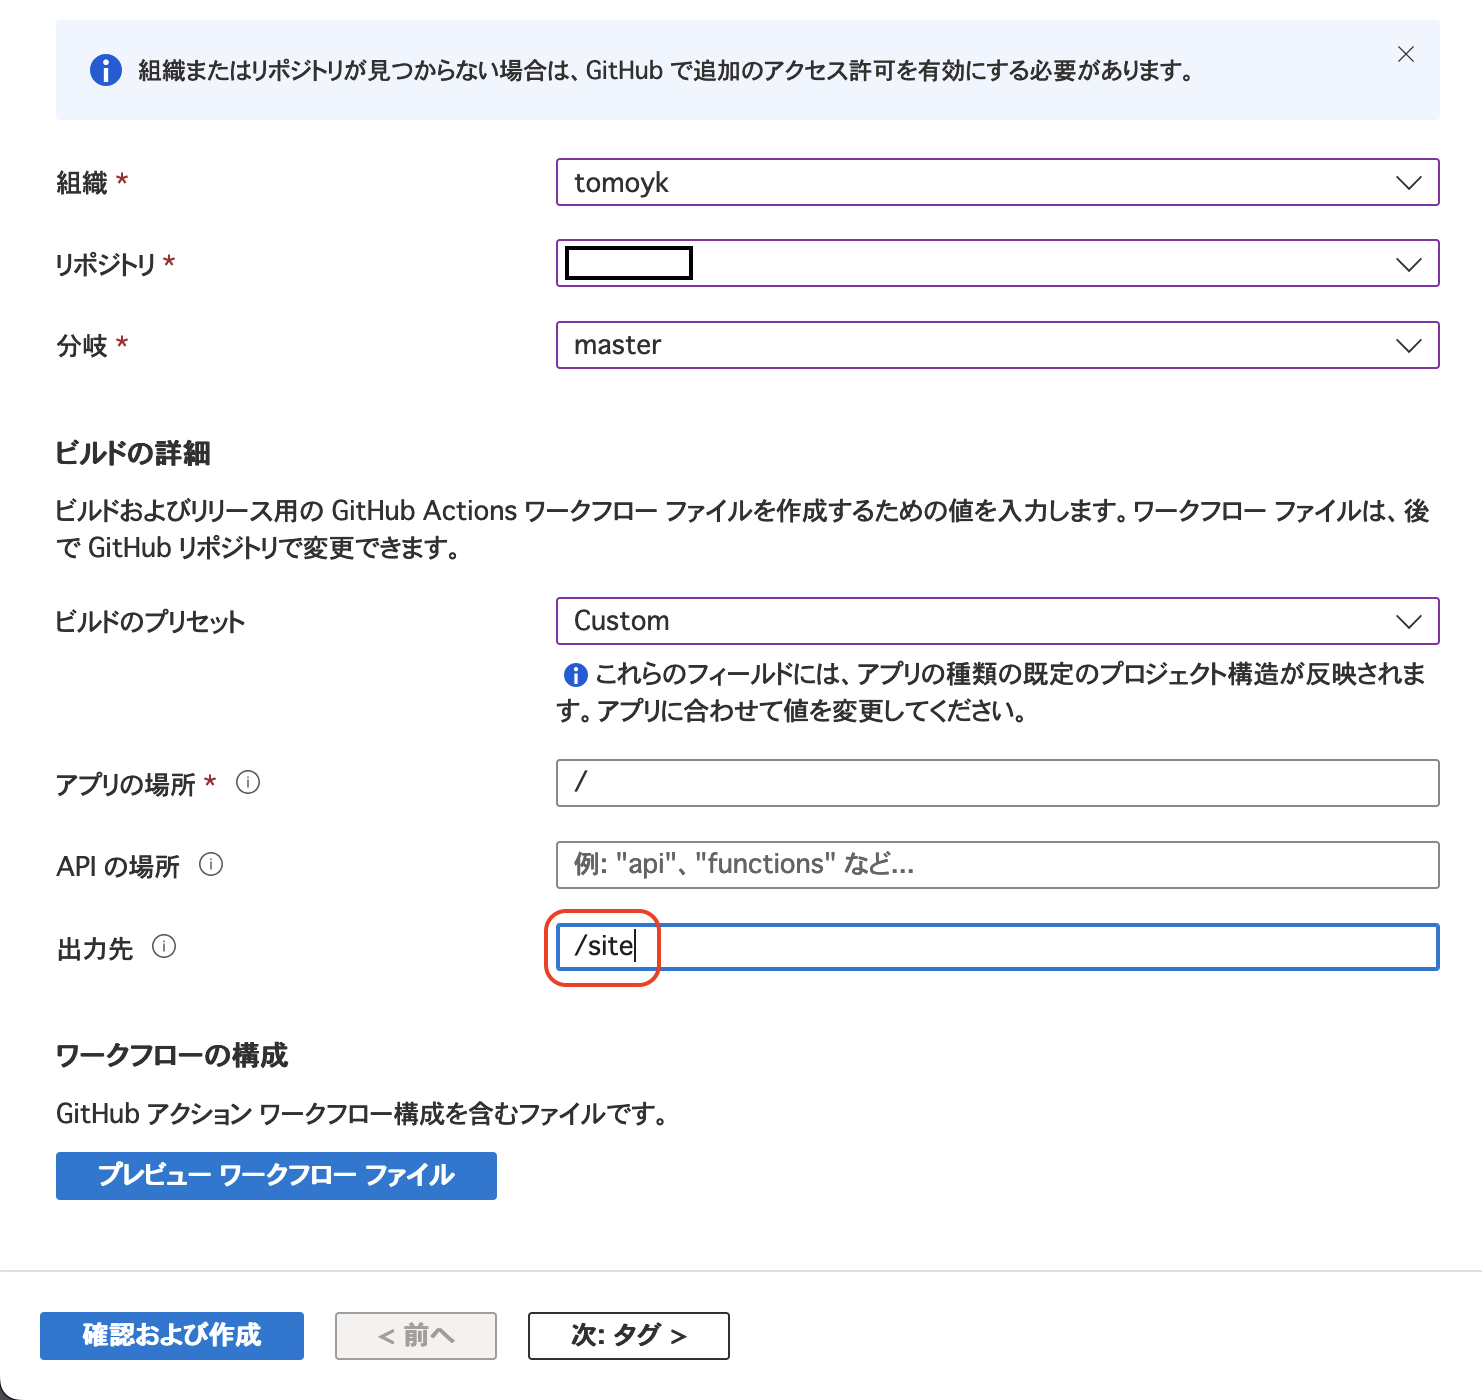 組織またはリポジトリが見つからない場合は、GitHub で追加のアクセス許可を有効にする必要があります。
組織 *
tomoyk
リポジトリ *
分岐 *
master
ビルドの詳細
ビルドおよびリリース用の GitHub Actions ワークフロー ファイルを作成するための値を入力します。ワークフロー ファイルは、後
で GitHub リポジトリで変更できます。
ビルドのプリセット
Custom
これらのフィールドには、アプリの種類の既定のプロジェクト構造が反映されま
す。アプリに合わせて値を変更してください。
アプリの場所 *
/
API の場所
例: "api"、"functions" など...
出力先
/site
ワークフローの構成
GitHub アクション ワークフロー構成を含むファイルです。
プレビュー ワークフロー ファイル
確認および作成
< 前へ
次: タグ >